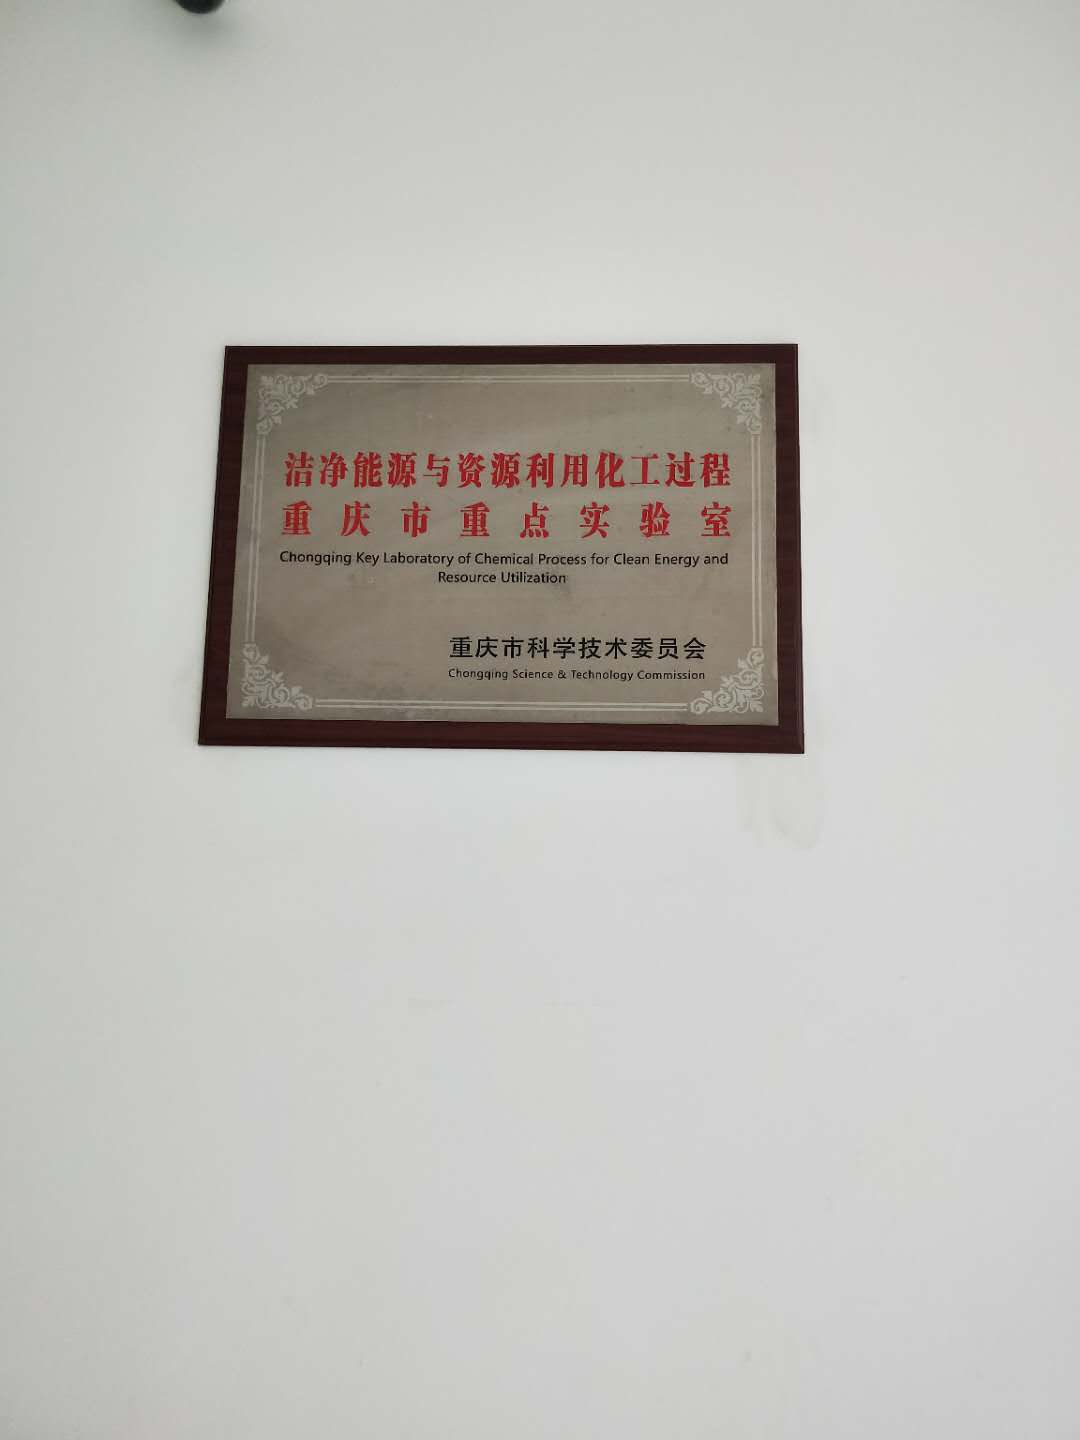 洁净能源与资源利用化工过程
重庆市重点实验室
Chongqing Key Laboratory of Chemical Process for Clean Energy and
Resource Utilization
重庆市科学技术委员会
Chongqing Science & Technology Commission